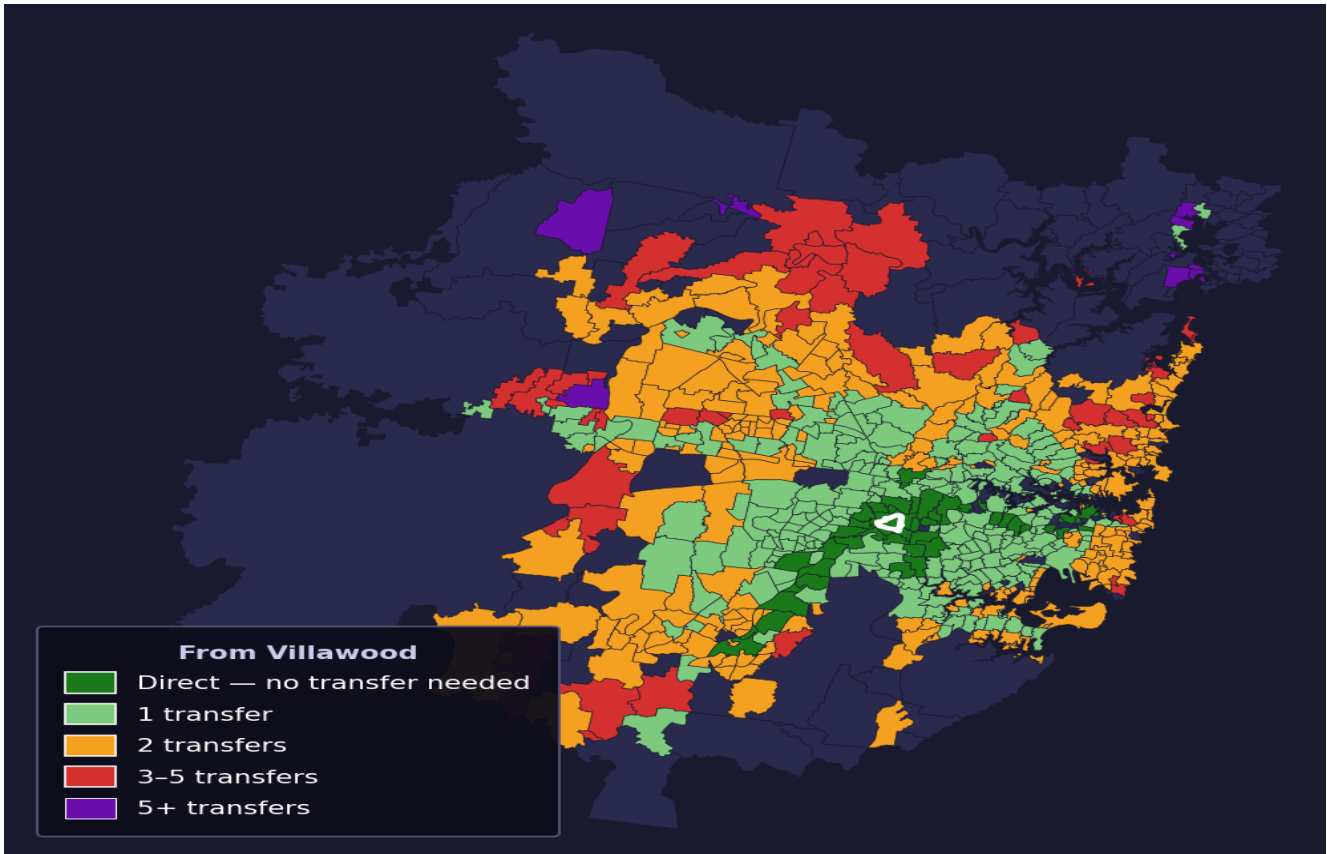 From Villawood
Direct — no transfer needed
1 transfer
2 transfers
3–5 transfers
5+ transfers